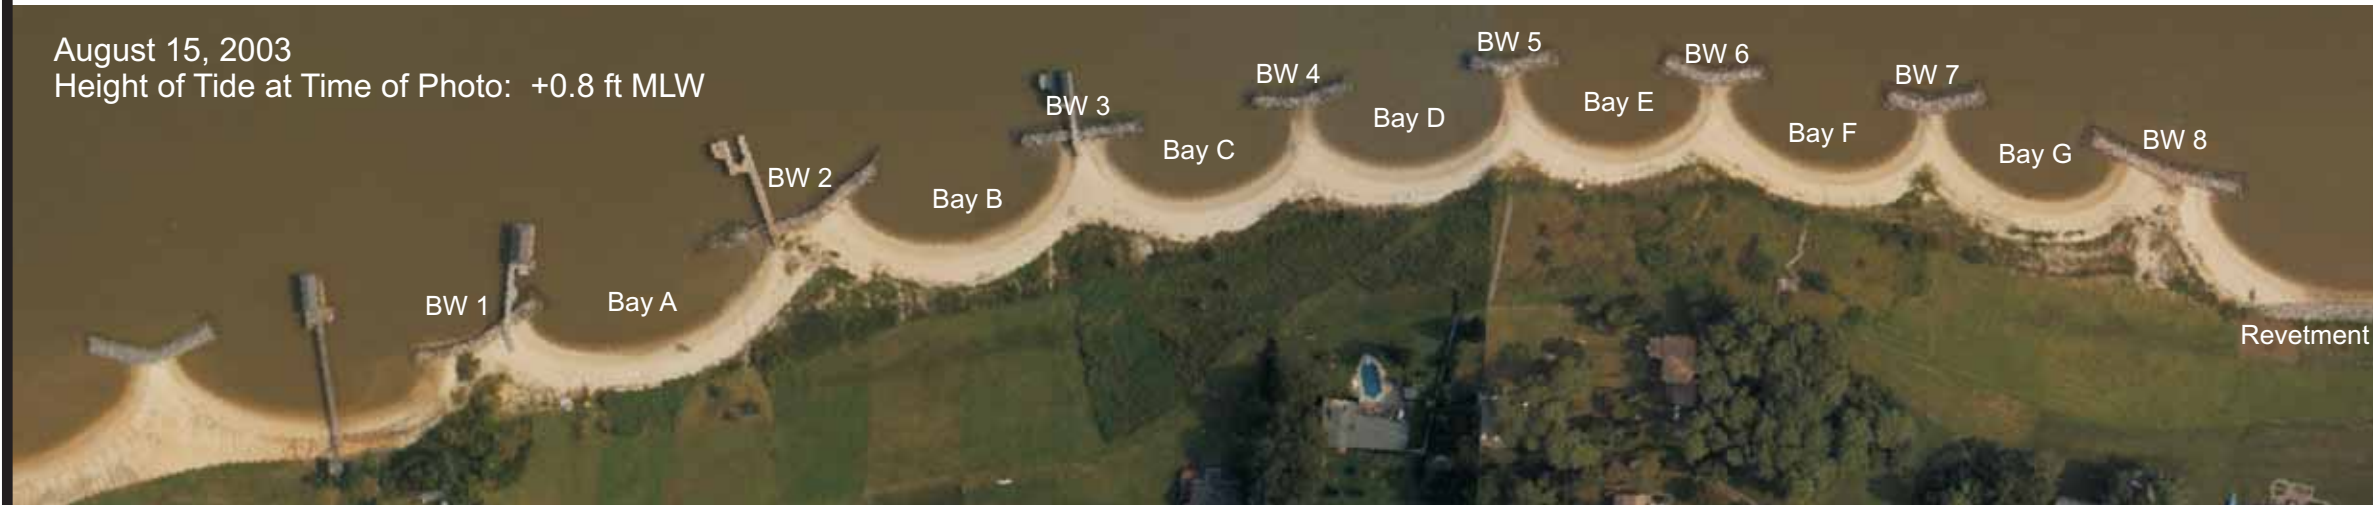 August 15, 2003
Height of Tide at Time of Photo: +0.8 ft MLW
BW 1
Bay A
BW 2
Bay B
BW 3
Bay C
BW 4
Bay D
BW 5
Bay E
BW 6
Bay F
BW 7
Bay G
BW 8
Revetment